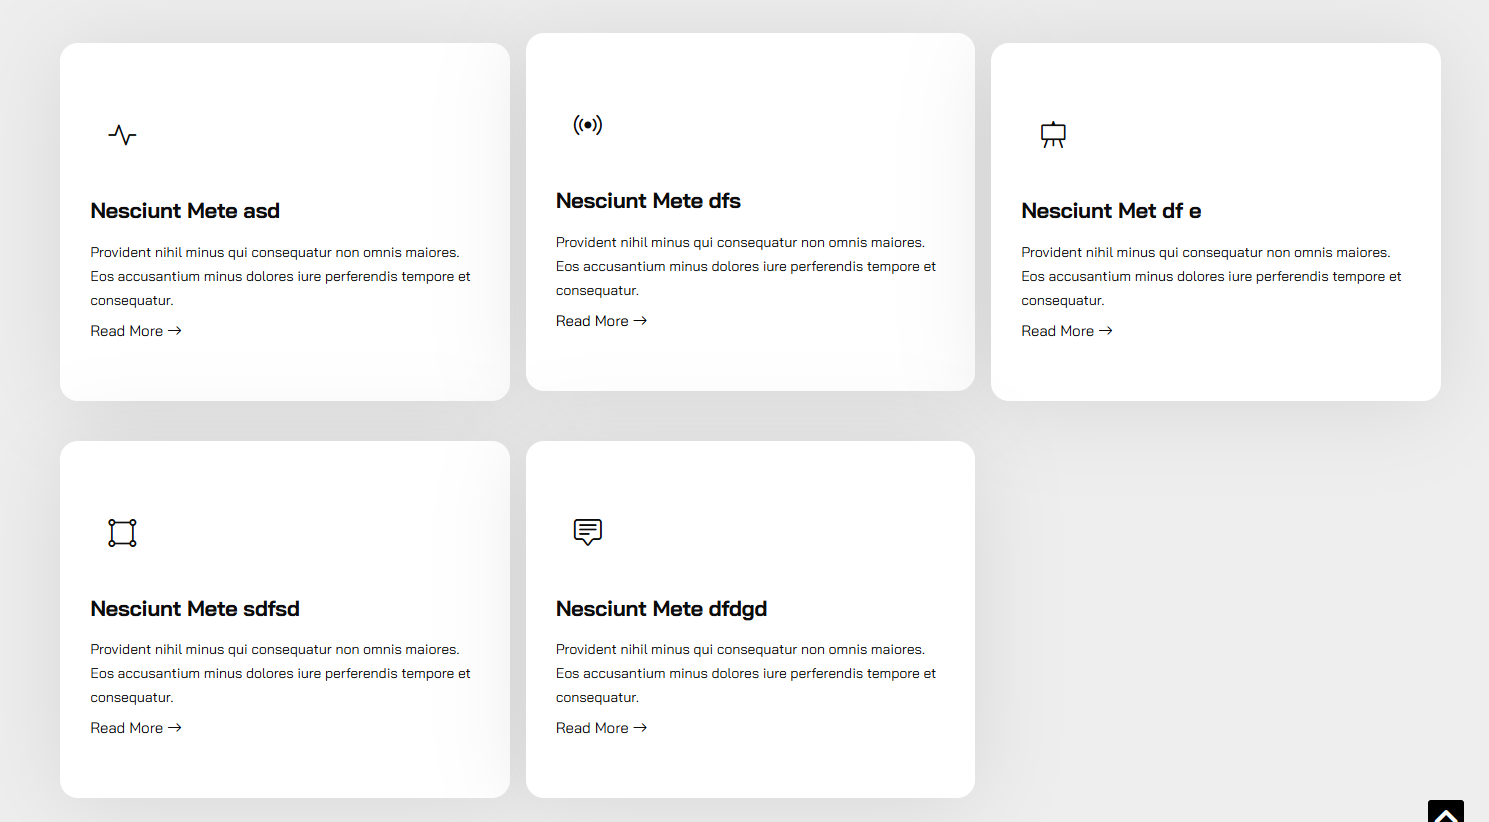 Nesciunt Mete asd
Provident nihil minus qui consequatur non omnis maiores.
Eos accusantium minus dolores iure perferendis tempore et
consequatur.
Read More →
Nesciunt Mete dfs
Provident nihil minus qui consequatur non omnis maiores.
Eos accusantium minus dolores iure perferendis tempore et
consequatur.
Read More →
Nesciunt Met df e
Provident nihil minus qui consequatur non omnis maiores.
Eos accusantium minus dolores iure perferendis tempore et
consequatur.
Read More →
Nesciunt Mete sdfsd
Provident nihil minus qui consequatur non omnis maiores.
Eos accusantium minus dolores iure perferendis tempore et
consequatur.
Read More →
Nesciunt Mete dfdgd
Provident nihil minus qui consequatur non omnis maiores.
Eos accusantium minus dolores iure perferendis tempore et
consequatur.
Read More →